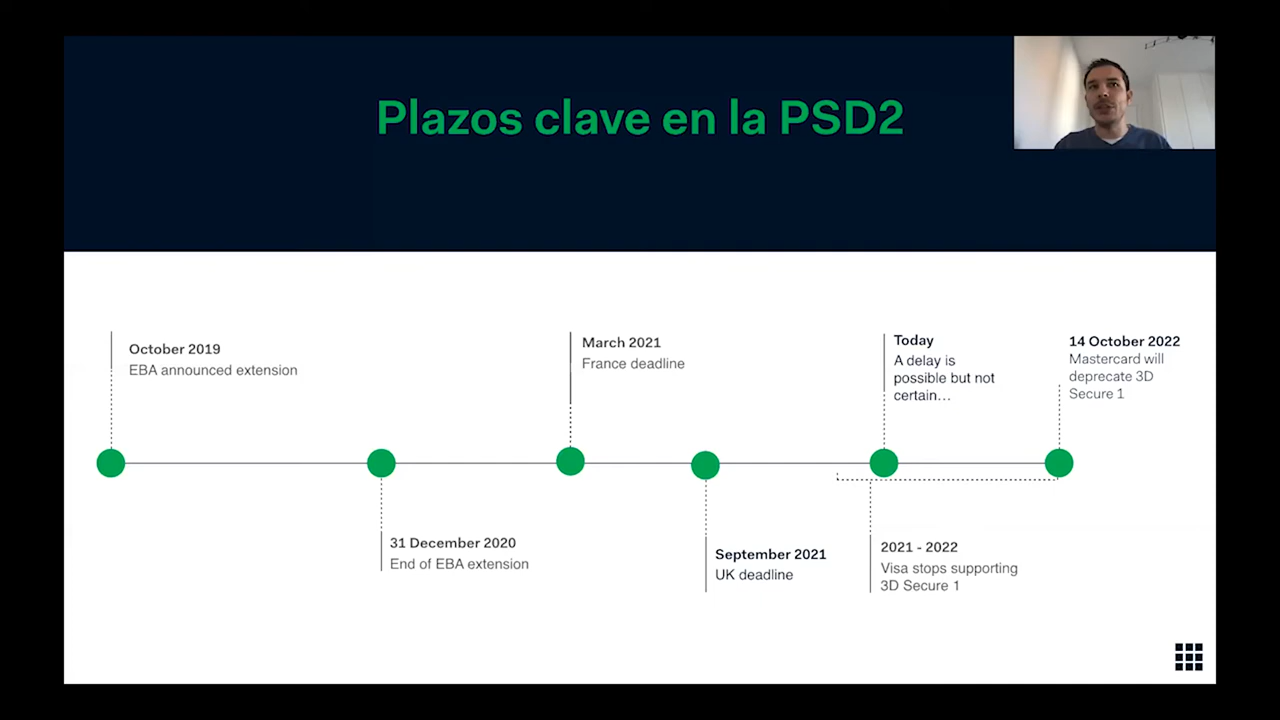 Plazos clave en la PSD2
October 2019
EBA announced extension
March 2021
France deadline
Today
A delay is
possible but not
certain…
14 October 2022
Mastercard will
deprecate 3D
Secure 1
31 December 2020
End of EBA extension
September 2021
UK deadline
2021 - 2022
Visa stops supporting
3D Secure 1